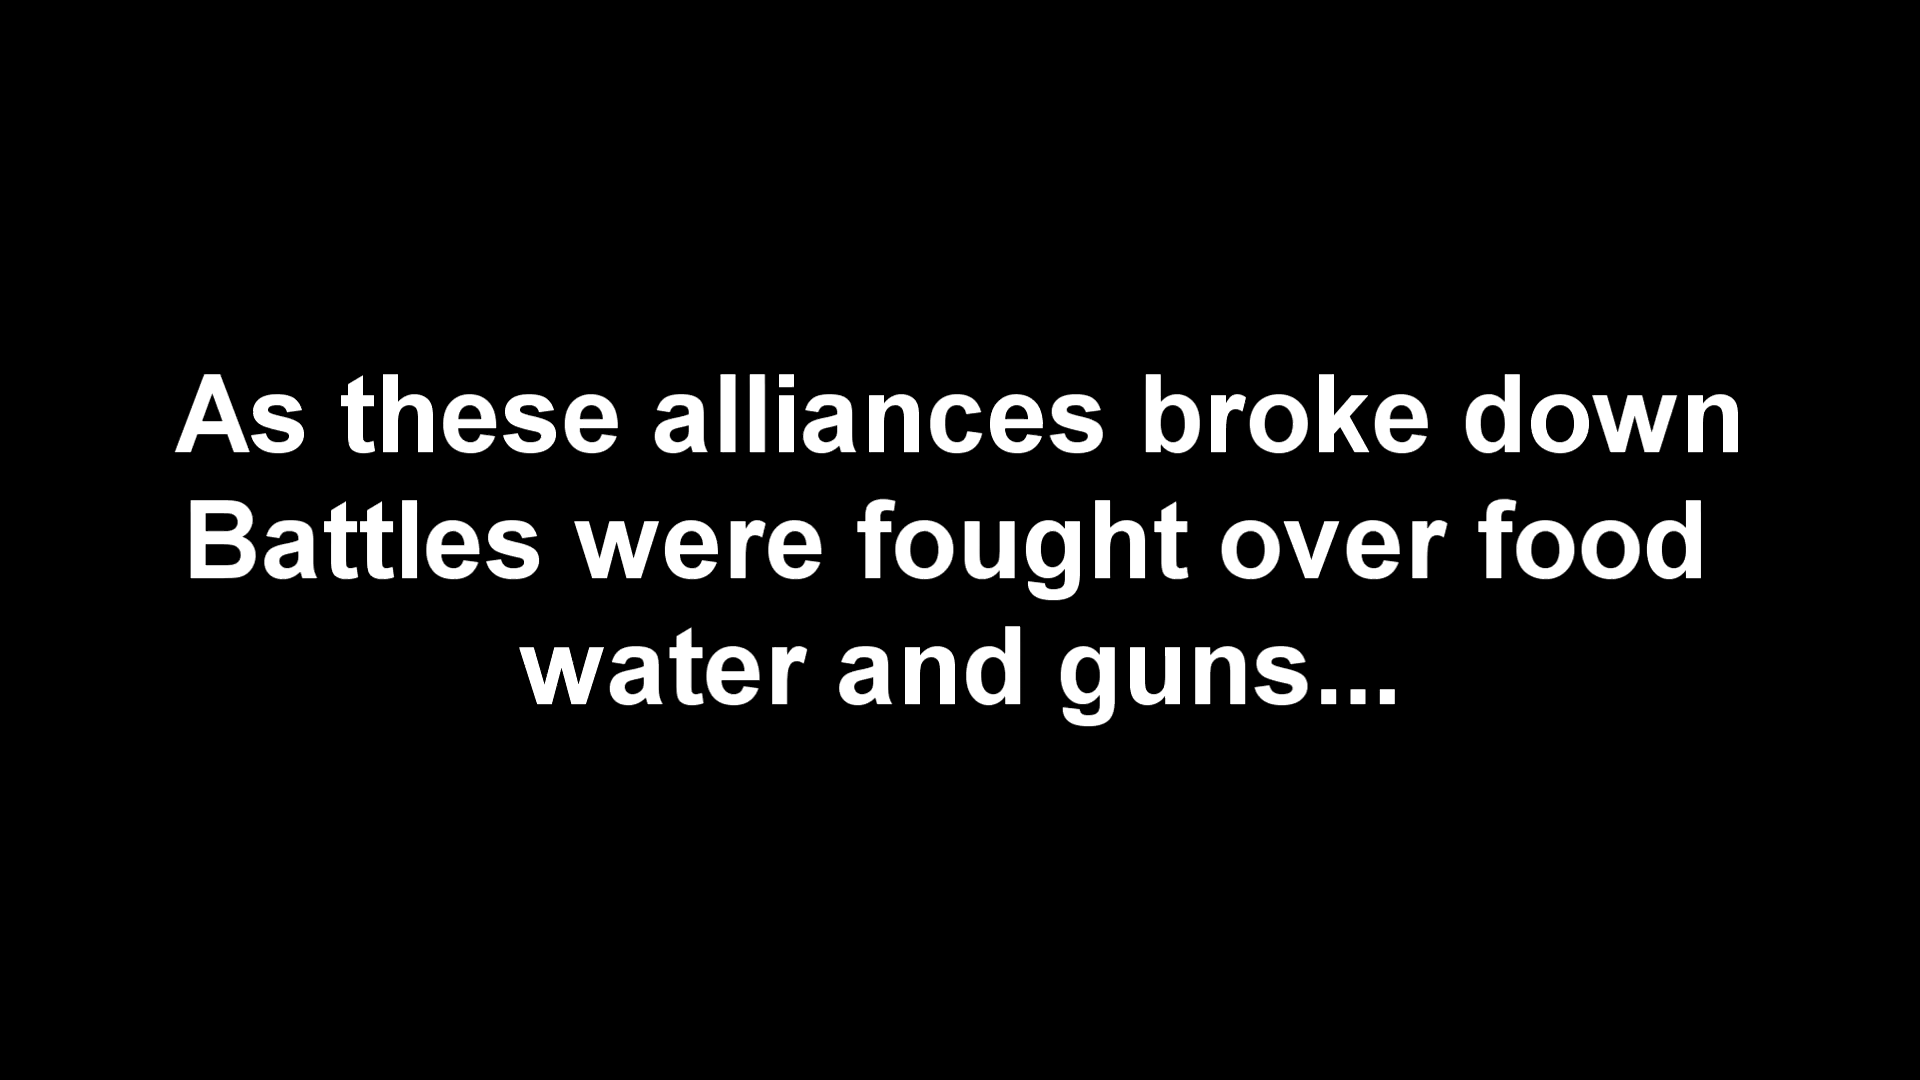 As these alliances broke down
Battles were fought over food
water and guns...